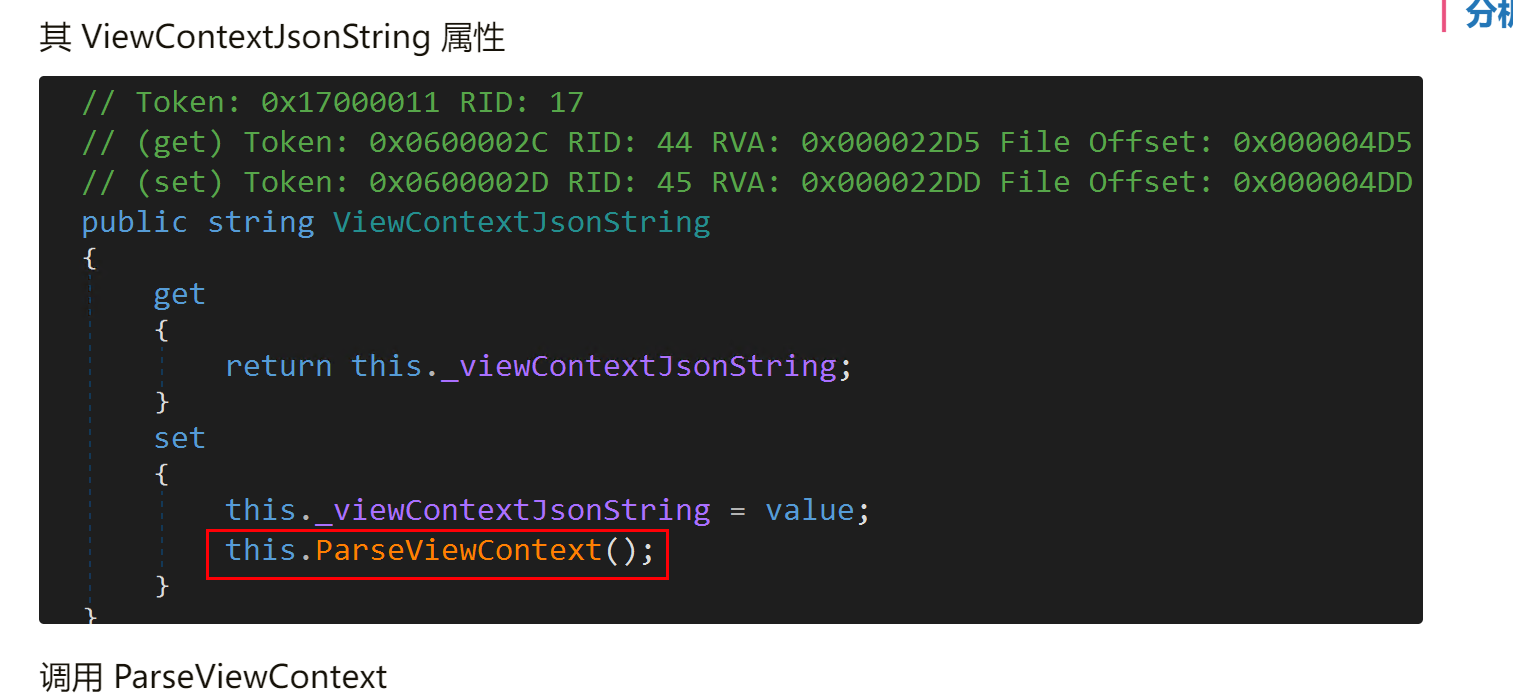 其 ViewContextJsonString 属性
// Token: 0x17000011 RID: 17
// (get) Token: 0x0600002C RID: 44 RVA: 0x000022D5 File Offset: 0x000004D5
// (set) Token: 0x0600002D RID: 45 RVA: 0x000022DD File Offset: 0x000004DD
public string ViewContextJsonString
{
    get
    {
        return this._viewContextJsonString;
    }
    set
    {
        this._viewContextJsonString = value;
        this.ParseViewContext();
    }
}
调用 ParseViewContext
分析